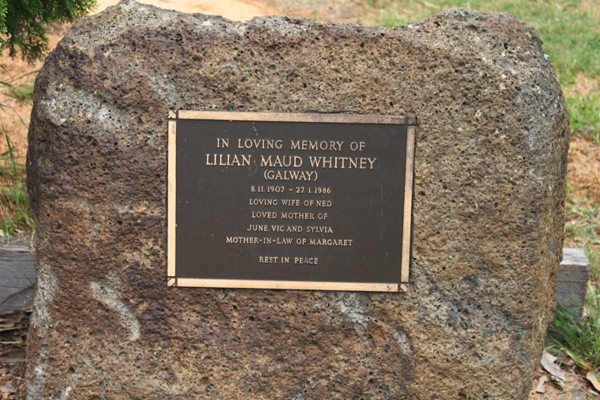 IN LOVING MEMORY OF
LILIAN MAUD WHITNEY
(GALWAY)
8.11.1907 - 27.1.1986
LOVING WIFE OF NED
LOVED MOTHER OF
JUNE, VIC AND SYLVIA
MOTHER-IN-LAW OF MARGARET
REST IN PEACE